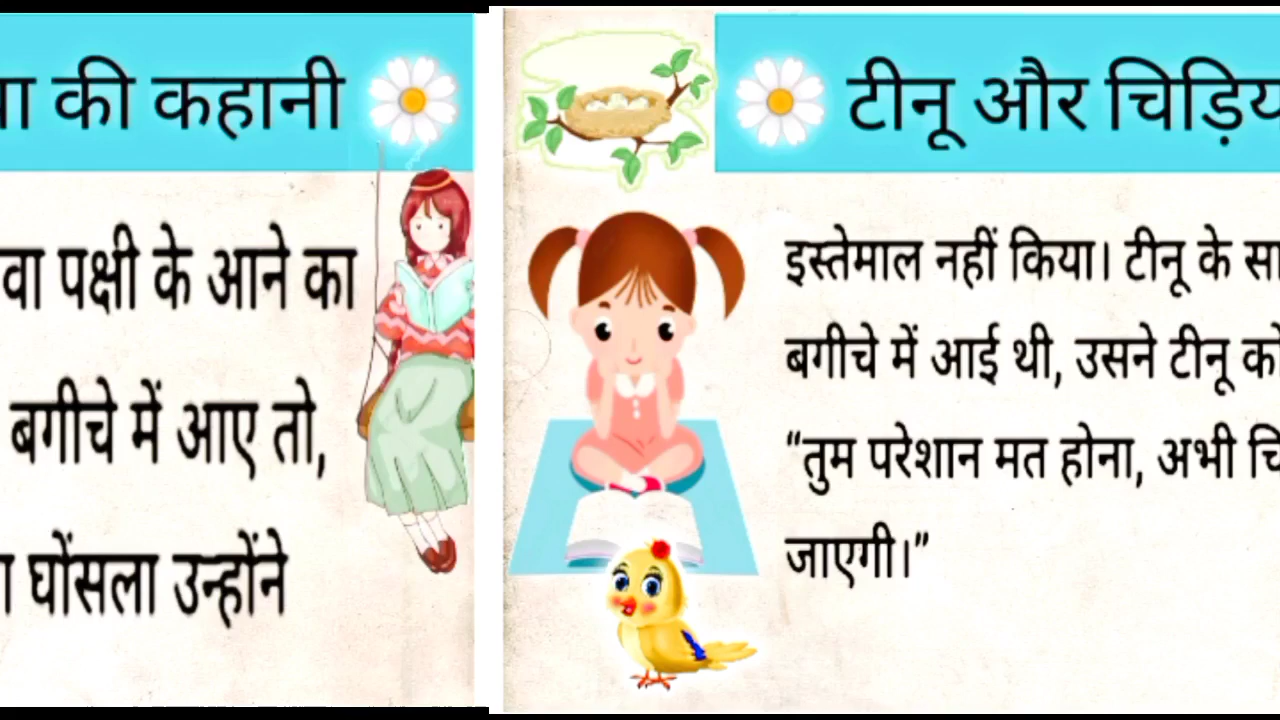 की कहानी
पक्षी के आने का
बगीचे में आए तो,
घोंसला उन्होंने
टीनू और
इस्तेमाल नहीं किया। टीनू के
बगीचे में आई थी, उसने टीनू को
“तुम परेशान मत होना, अभी
जाएगी।”